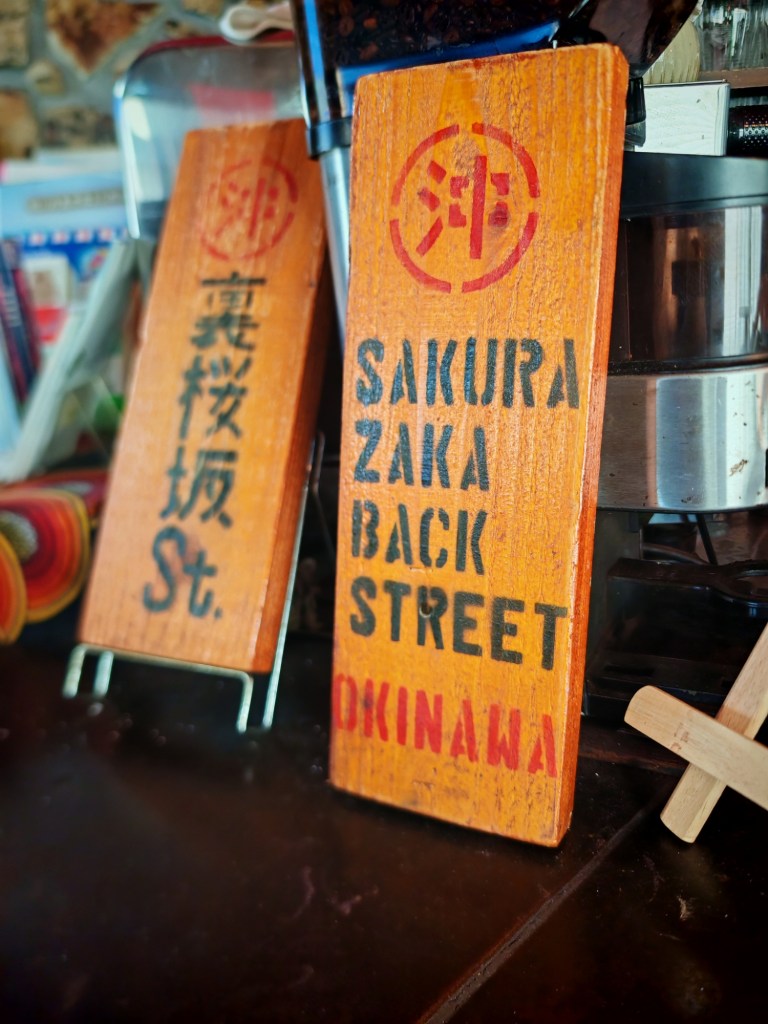 沖
裏
桜
坂
St.
沖
SAKURA
ZAKA
BACK
STREET
OKINAWA